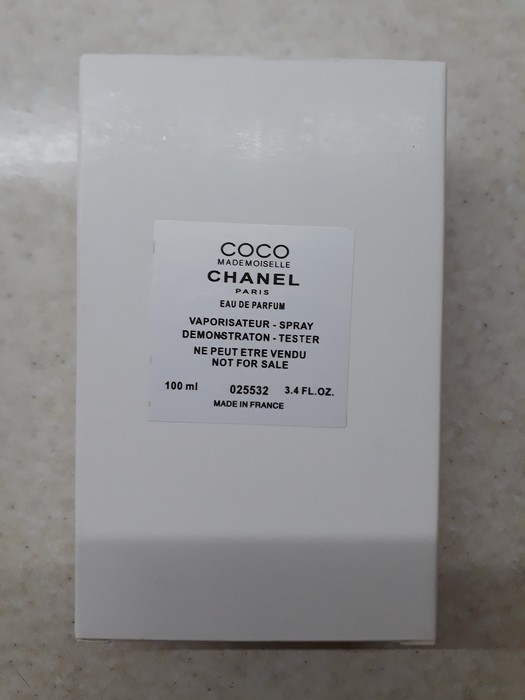 COCO
MADEMOISELLE
CHANEL
PARIS
EAU DE PARFUM
VAPORISATEUR - SPRAY
DEMONSTRATON - TESTER
NE PEUT ETRE VENDU
NOT FOR SALE
100 ml 025532 3.4 FL.OZ.
MADE IN FRANCE